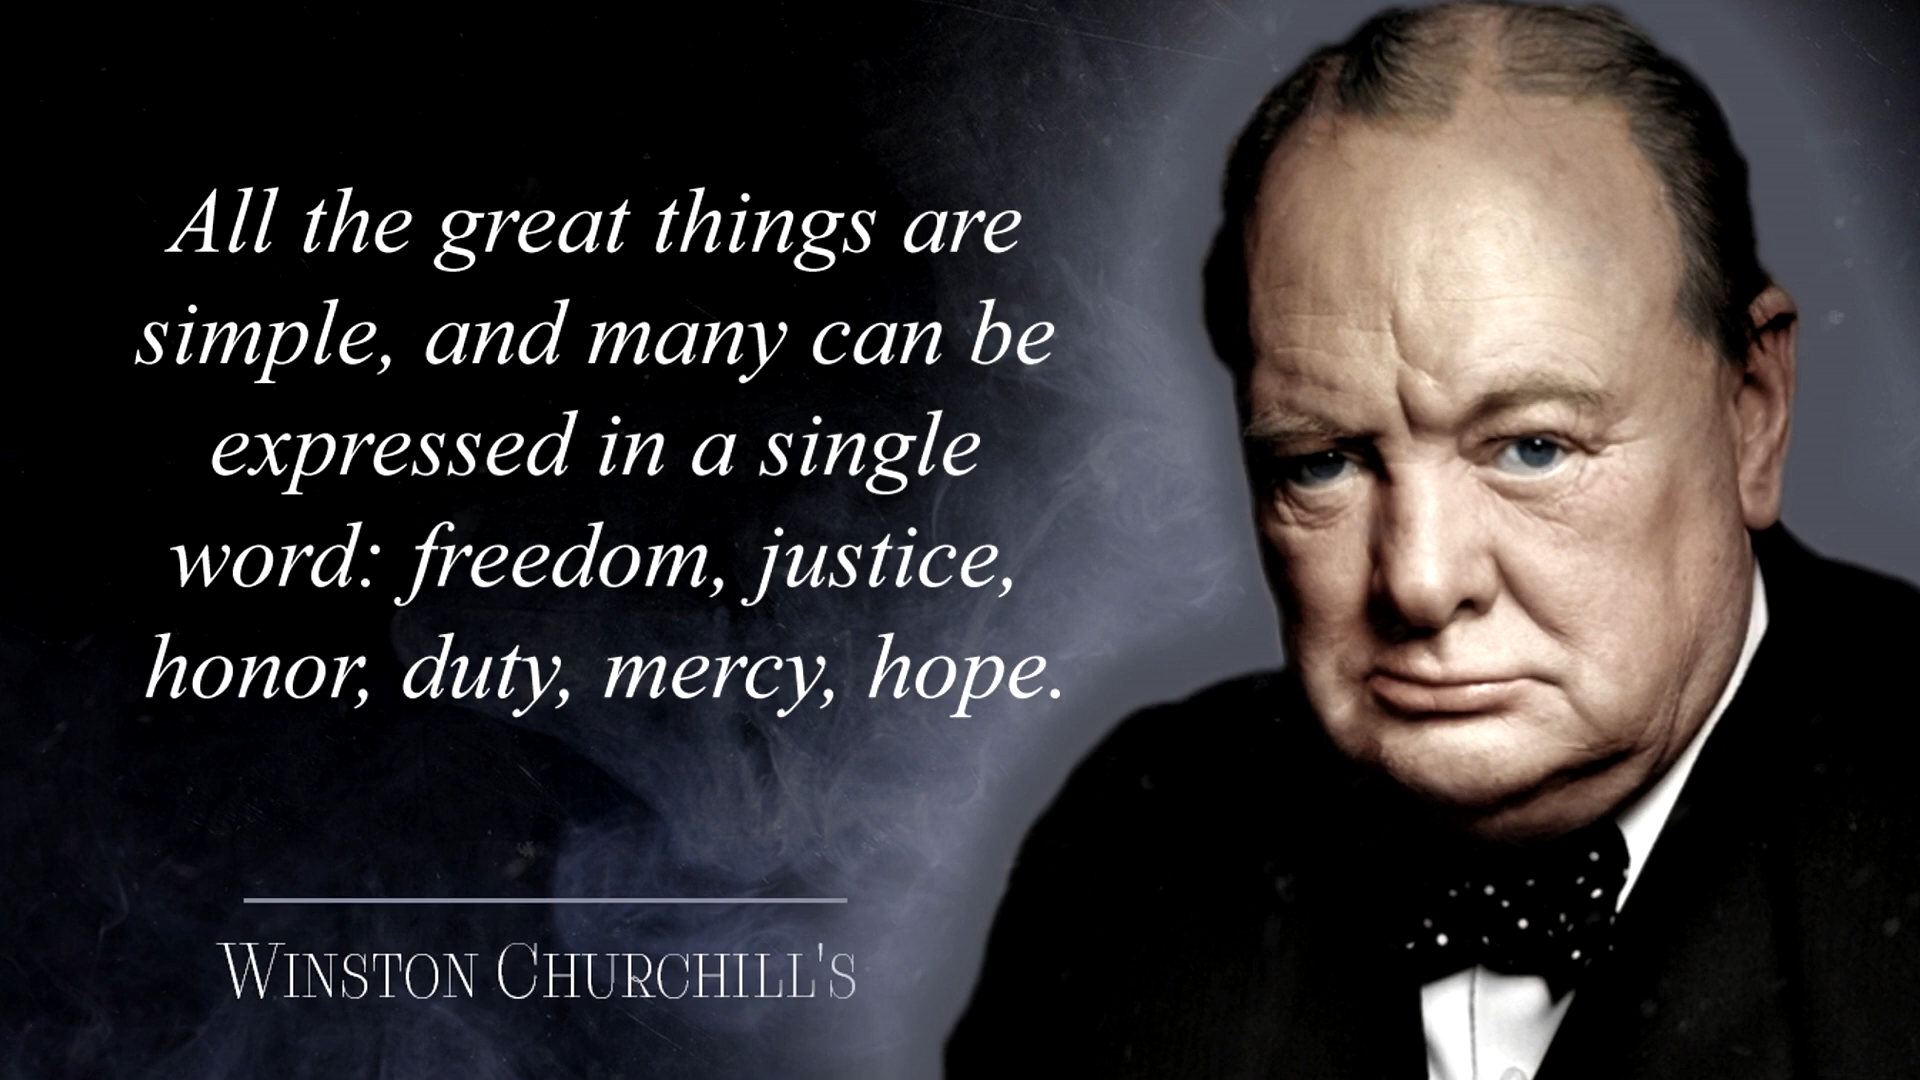 All the great things are
simple, and many can be
expressed in a single
word: freedom, justice,
honor, duty, mercy, hope.
WINSTON CHURCHILL'S